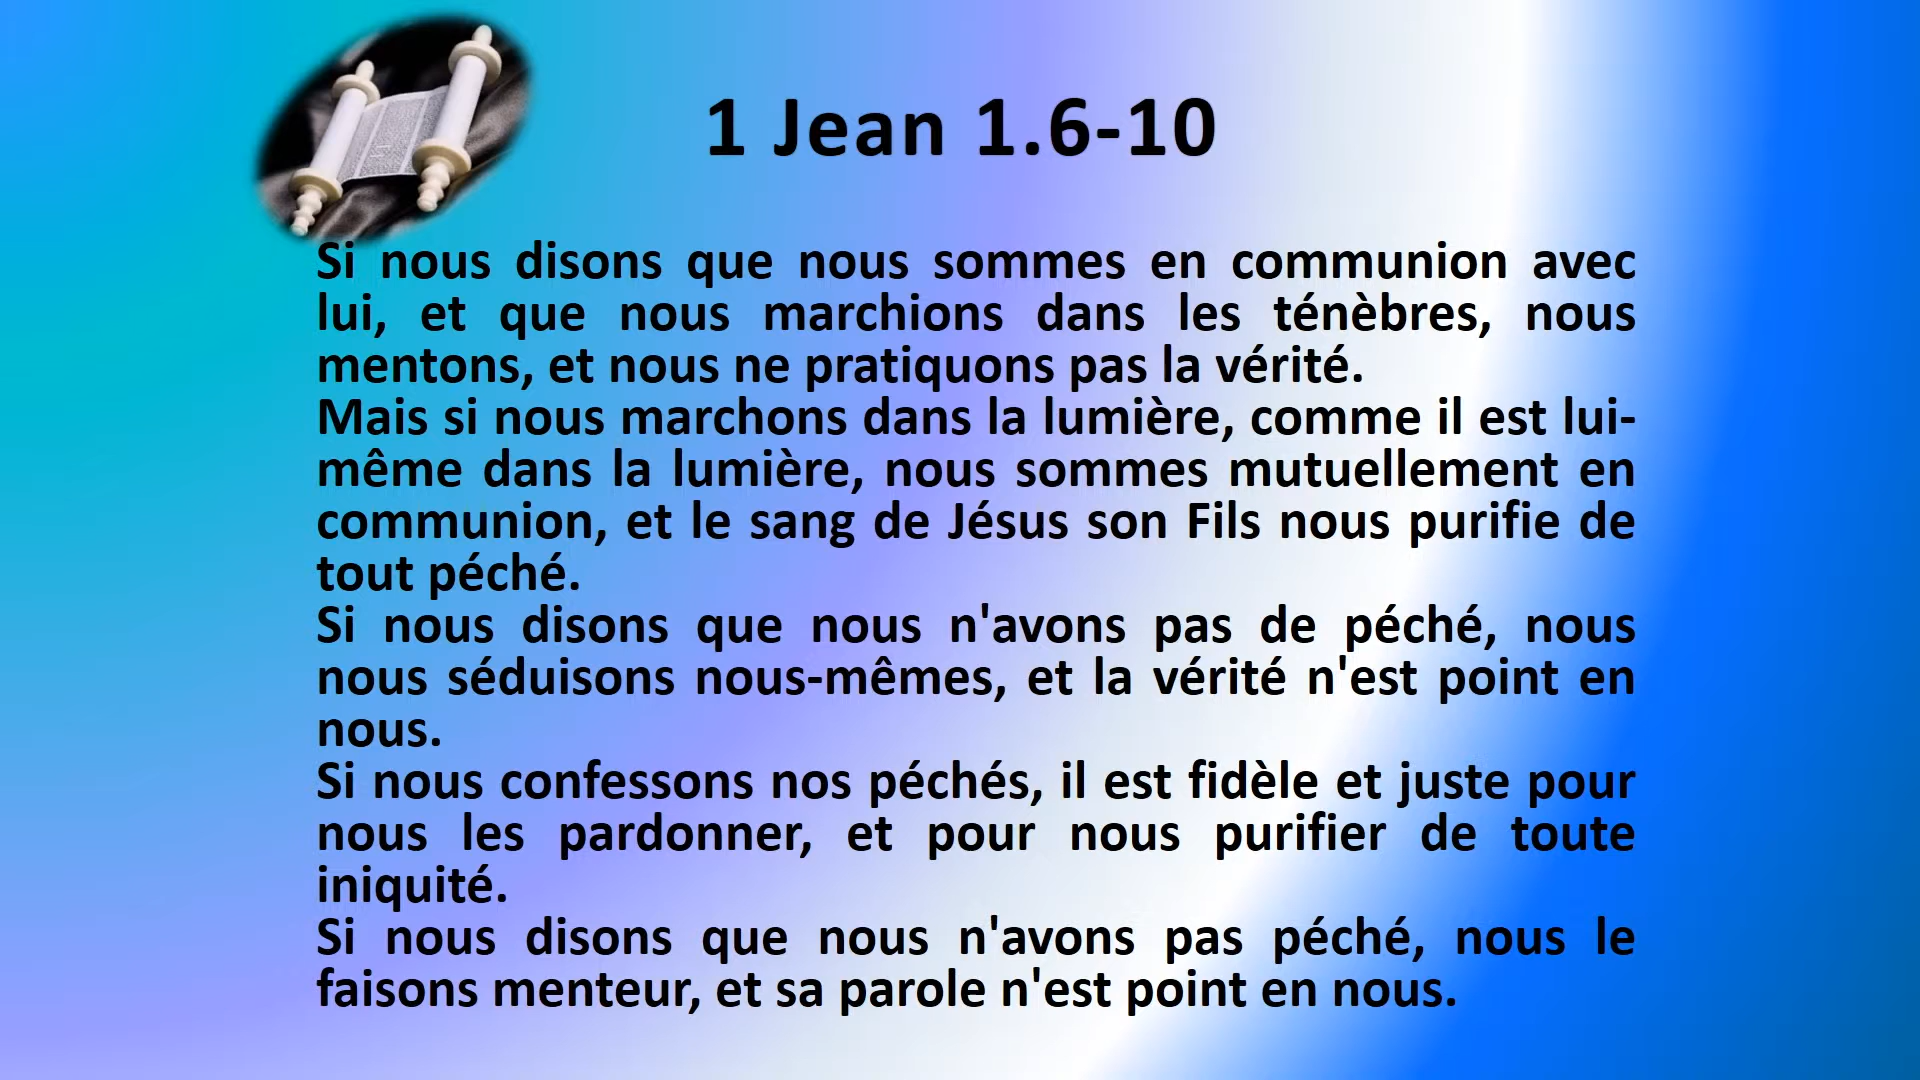 1 Jean 1.6-10
Si nous disons que nous sommes en communion avec
lui, et que nous marchions dans les ténèbres, nous
mentons, et nous ne pratiquons pas la vérité.
Mais si nous marchons dans la lumière, comme il est lui-
même dans la lumière, nous sommes mutuellement en
communion, et le sang de Jésus son Fils nous purifie de
tout péché.
Si nous disons que nous n'avons pas de péché, nous
nous séduisons nous-mêmes, et la vérité n'est point en
nous.
Si nous confessons nos péchés, il est fidèle et juste pour
nous les pardonner, et pour nous purifier de toute
iniquité.
Si nous disons que nous n'avons pas péché, nous le
faisons menteur, et sa parole n'est point en nous.